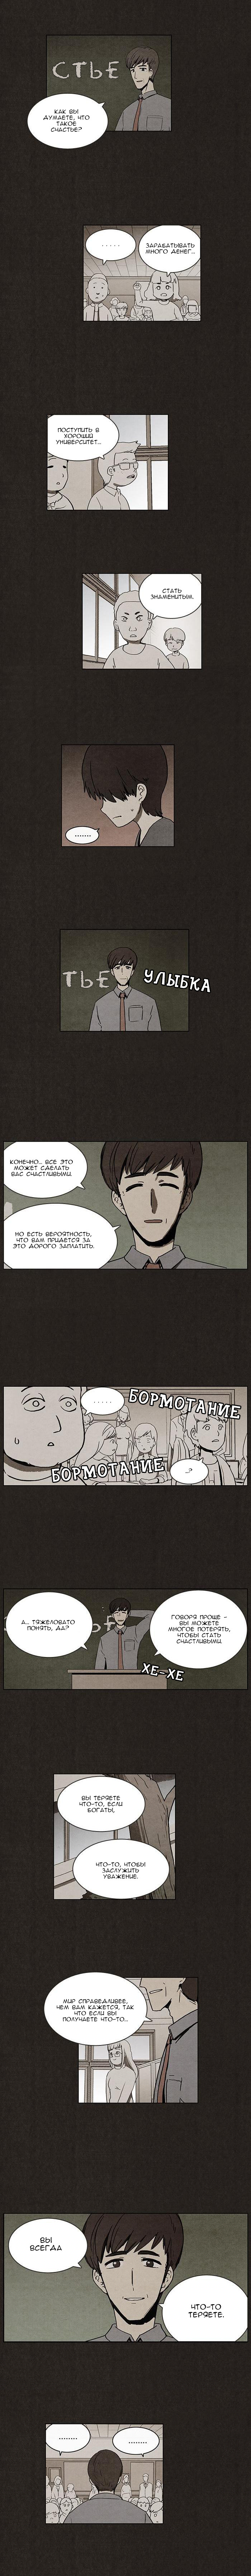 СТЬЕ
КАК ВЫ
ДУМАЕТЕ, ЧТО
ТАКОЕ
СЧАСТЬЕ?
. . . . .
ЗАРАБАТЫВАТЬ
МНОГО ДЕНЕГ...
ПОСТУПИТЬ В
ХОРОШИЙ
УНИВЕРСИТЕТ...
СТАТЬ
ЗНАМЕНИТЫМ.
.......
ТЬЕ
УЛЫБКА
КОНЕЧНО... ВСЕ ЭТО
МОЖЕТ СДЕЛАТЬ
ВАС СЧАСТЛИВЫМИ.
НО ЕСТЬ ВЕРОЯТНОСТЬ,
ЧТО ВАМ ПРИДЕТСЯ ЗА
ЭТО ДОРОГО ЗАПЛАТИТЬ.
. . . . .
БОРМОТАНИЕ
БОРМОТАНИЕ
..?
А... ТЯЖЕЛОВАТО
ПОНЯТЬ, ДА?
ГОВОРЯ ПРОЩЕ -
ВЫ МОЖЕТЕ
МНОГОЕ ПОТЕРЯТЬ,
ЧТОБЫ СТАТЬ
СЧАСТЛИВЫМИ.
ХЕ-ХЕ
ВЫ ТЕРЯЕТЕ
ЧТО-ТО, ЕСЛИ
БОГАТЫ,
ЧТО-ТО, ЧТОБЫ
ЗАСЛУЖИТЬ
УВАЖЕНИЕ.
МИР СПРАВЕДЛИВЕЕ,
ЧЕМ ВАМ КАЖЕТСЯ, ТАК
ЧТО ЕСЛИ ВЫ
ПОЛУЧАЕТЕ ЧТО-ТО...
ВЫ
ВСЕГДА
ЧТО-ТО
ТЕРЯЕТЕ.
........
........